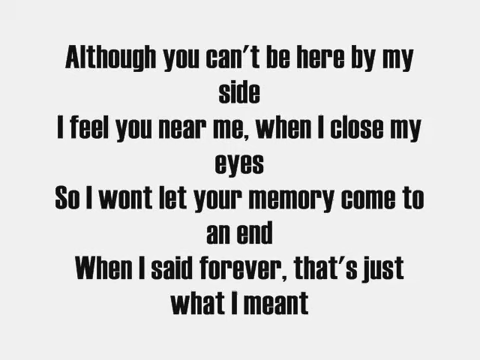 Although you can't be here by my
side
I feel you near me, when I close my
eyes
So I wont let your memory come to
an end
When I said forever, that's just
what I meant